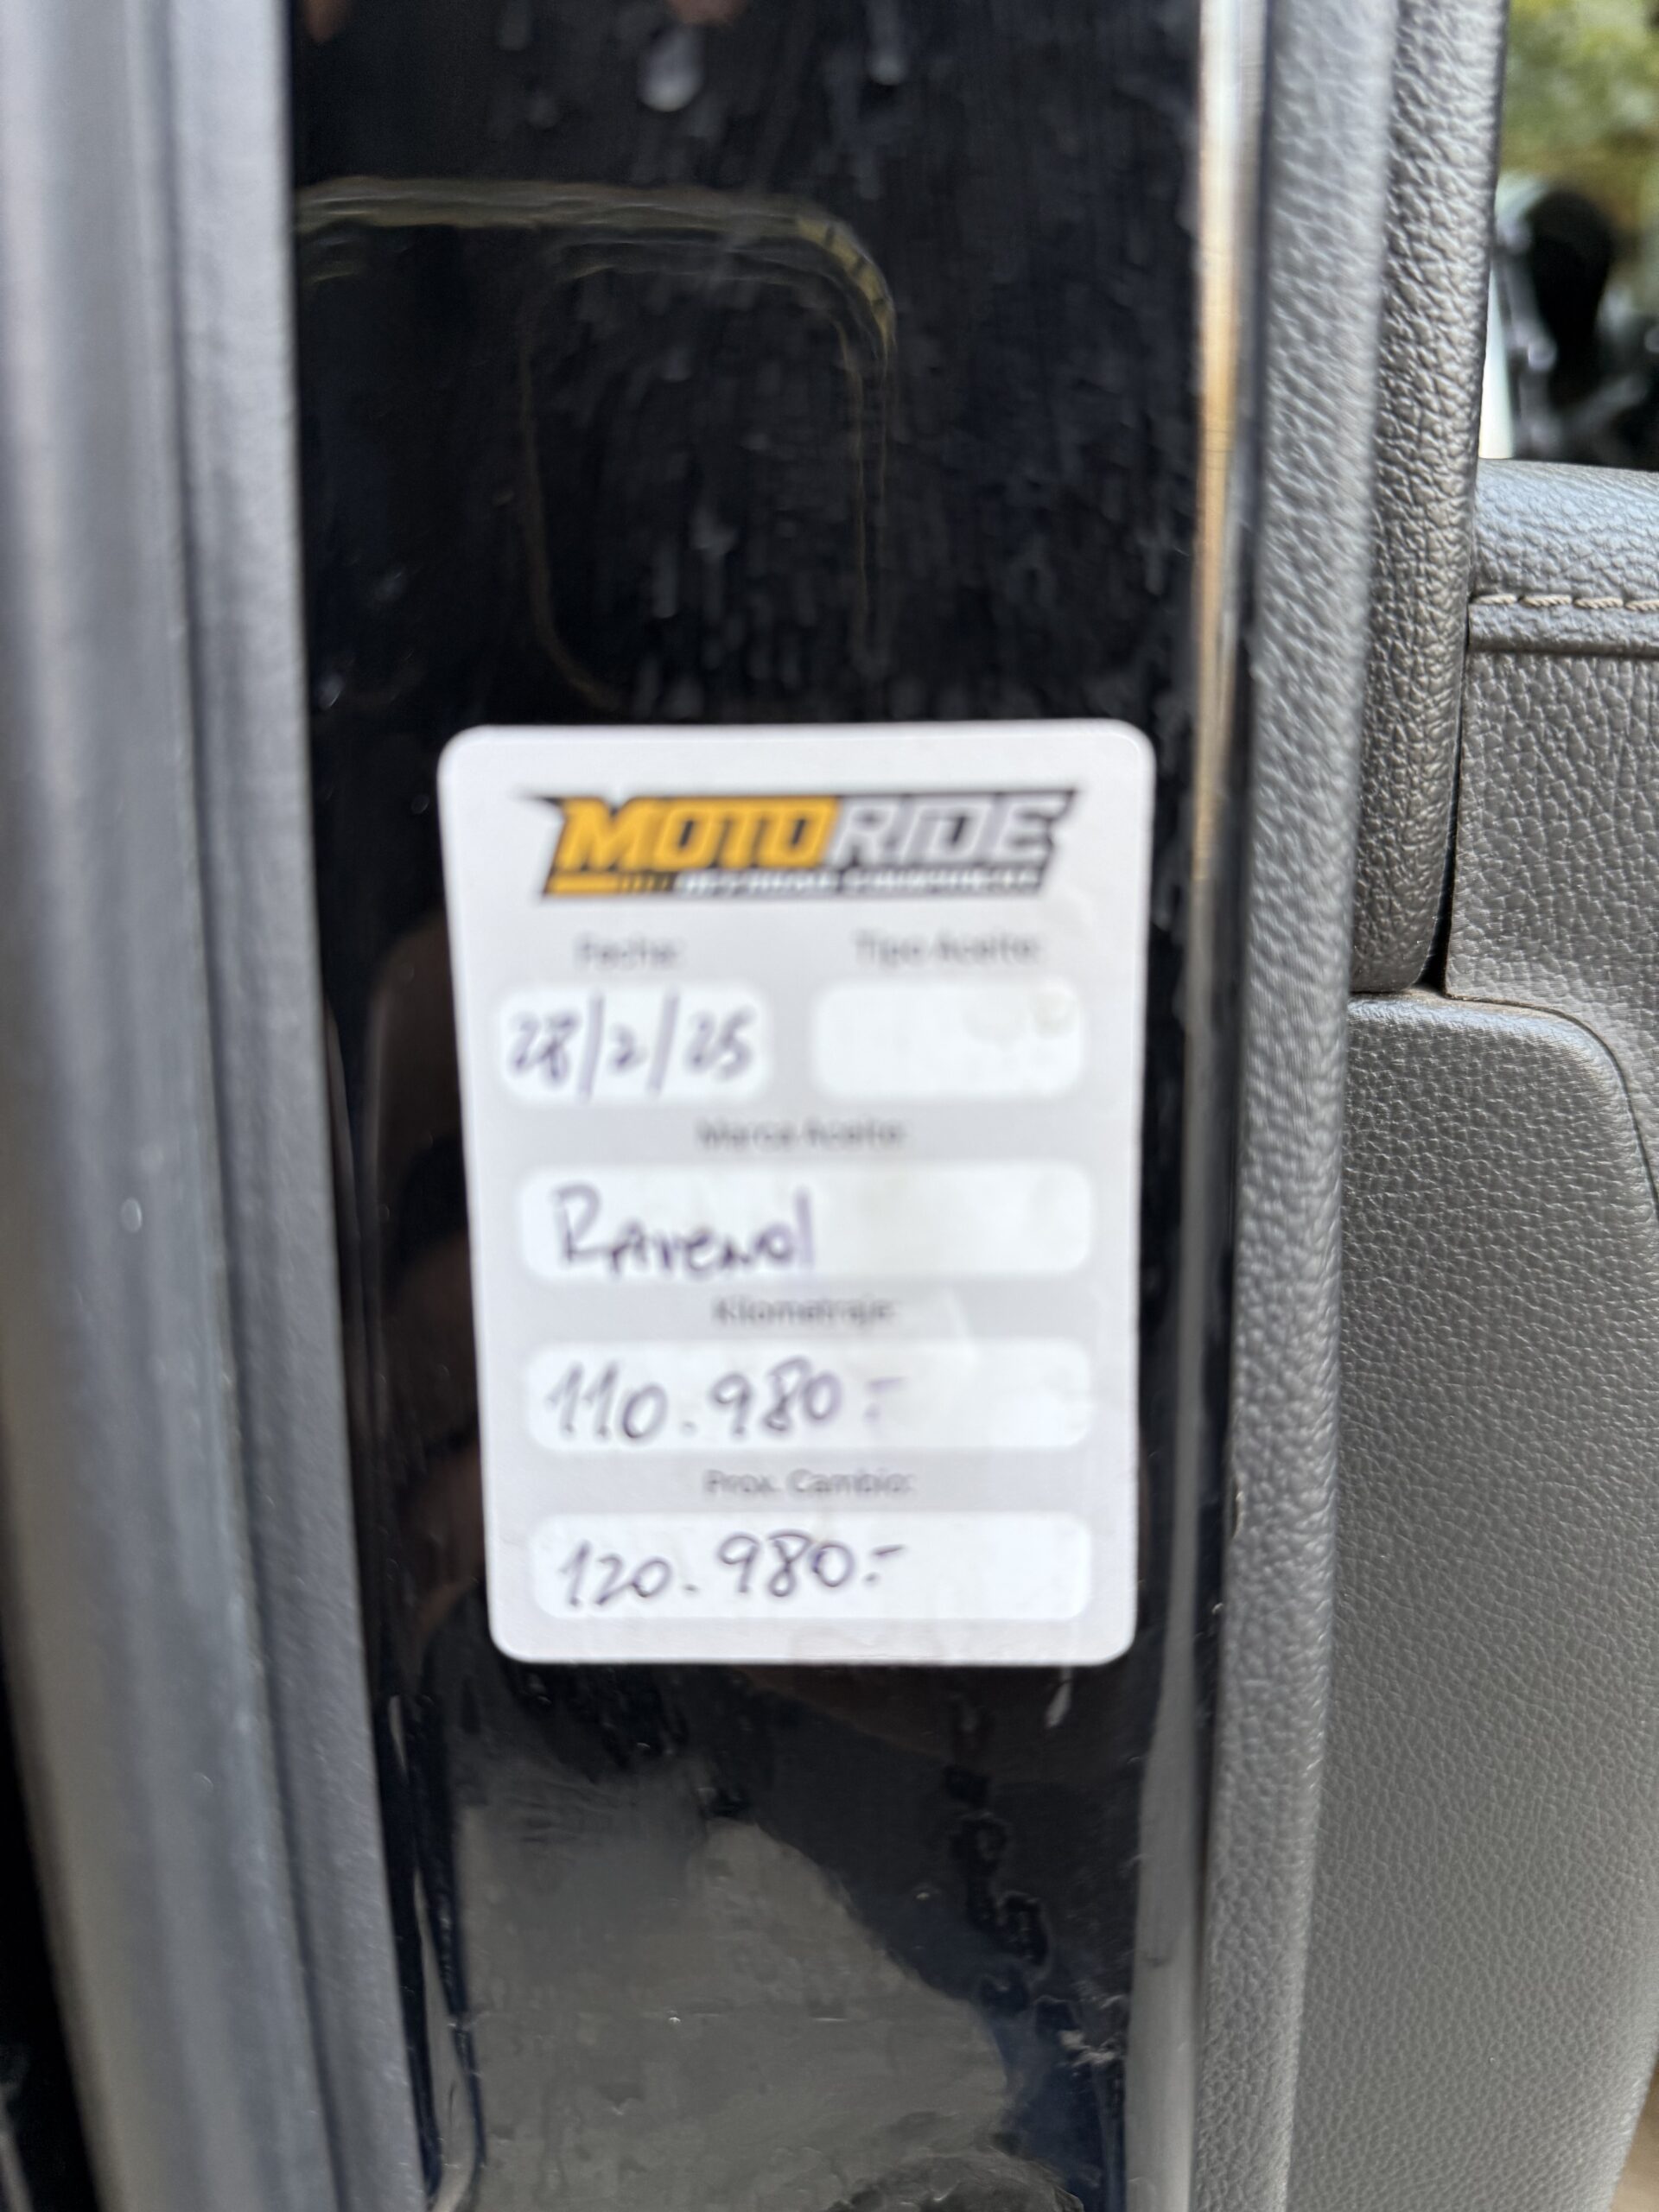 MOTORIDE
Fecha: Tipo Aceite:
28/2/25
Marca Aceite:
Ravenol
Kilometraje:
110.980.-
Prox. Cambio:
120.980.-